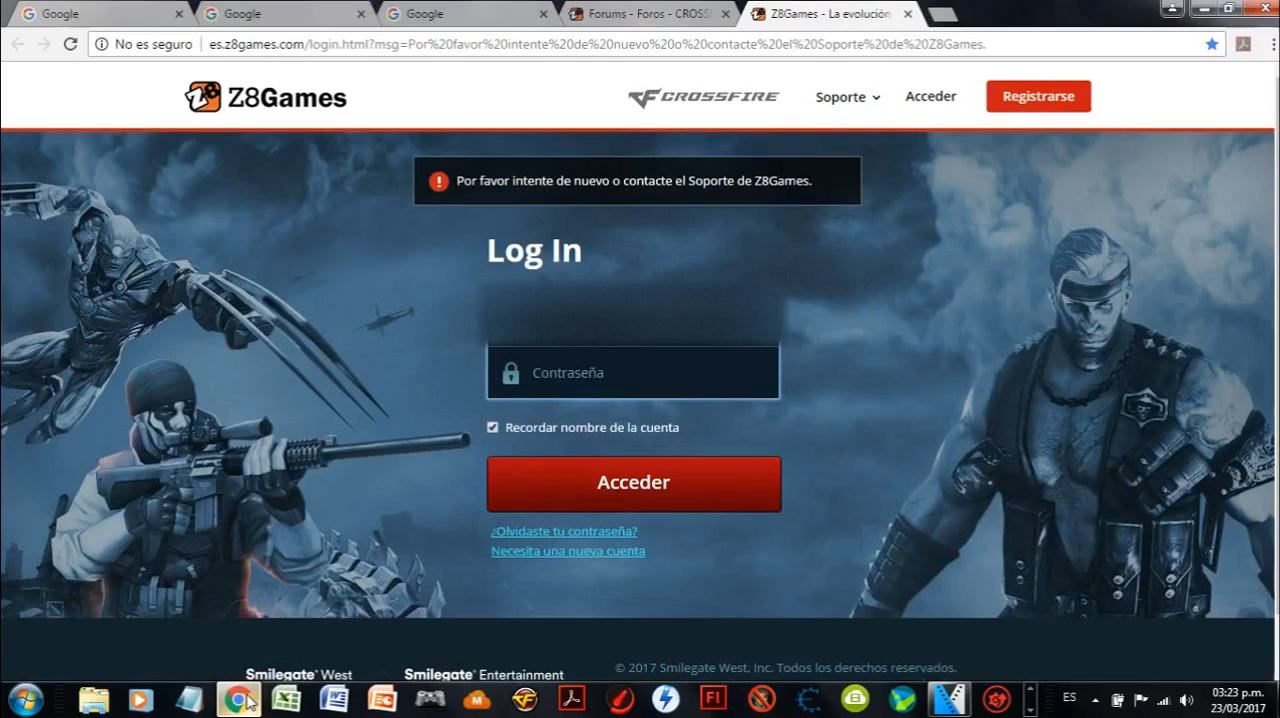 Google
Google
Google
Forums - Foros - CROSS
Z8Games - La evolución
No es seguro
es.z8games.com/login.html?msg=Por%20favor%20intente%20de%20nuevo%20o%20contacte%20el%20Soporte%20de%20Z8Games.
Z8Games
CROSSFIRE
Soporte
Acceder
Registrarse
Por favor intente de nuevo o contacte el Soporte de Z8Games.
Log In
Contraseña
Recordar nombre de la cuenta
Acceder
¿Olvidaste tu contraseña?
Necesita una nueva cuenta
Smilegate West
Smilegate Entertainment
© 2017 Smilegate West, Inc. Todos los derechos reservados.
ES
03:23 p.m.
23/03/2017